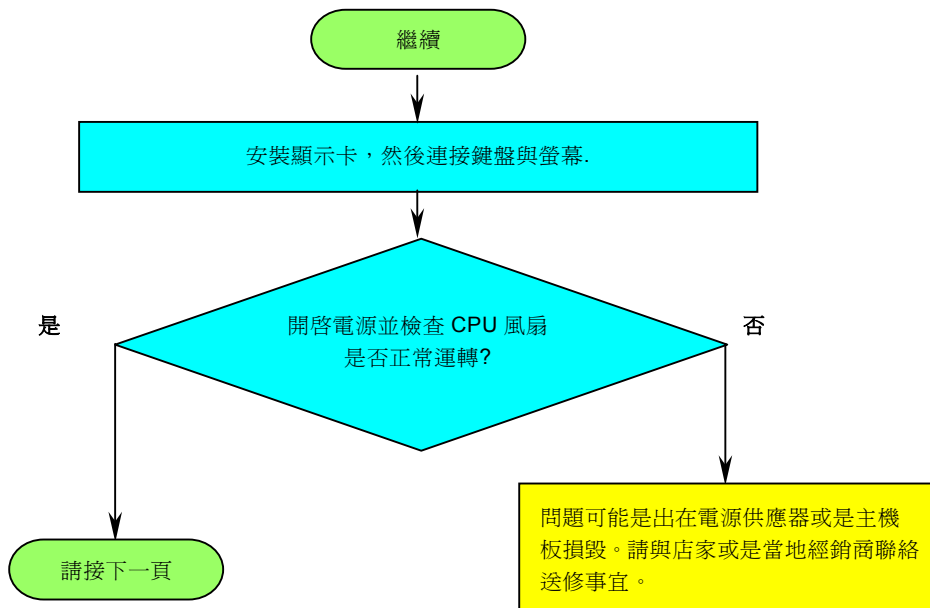 繼續
安裝顯示卡，然後連接鍵盤與螢幕.
是
開啓電源並檢查 CPU 風扇
是否正常運轉?
否
問題可能是出在電源供應器或是主機
板損毀。請與店家或是當地經銷商聯絡
送修事宜。
請接下一頁